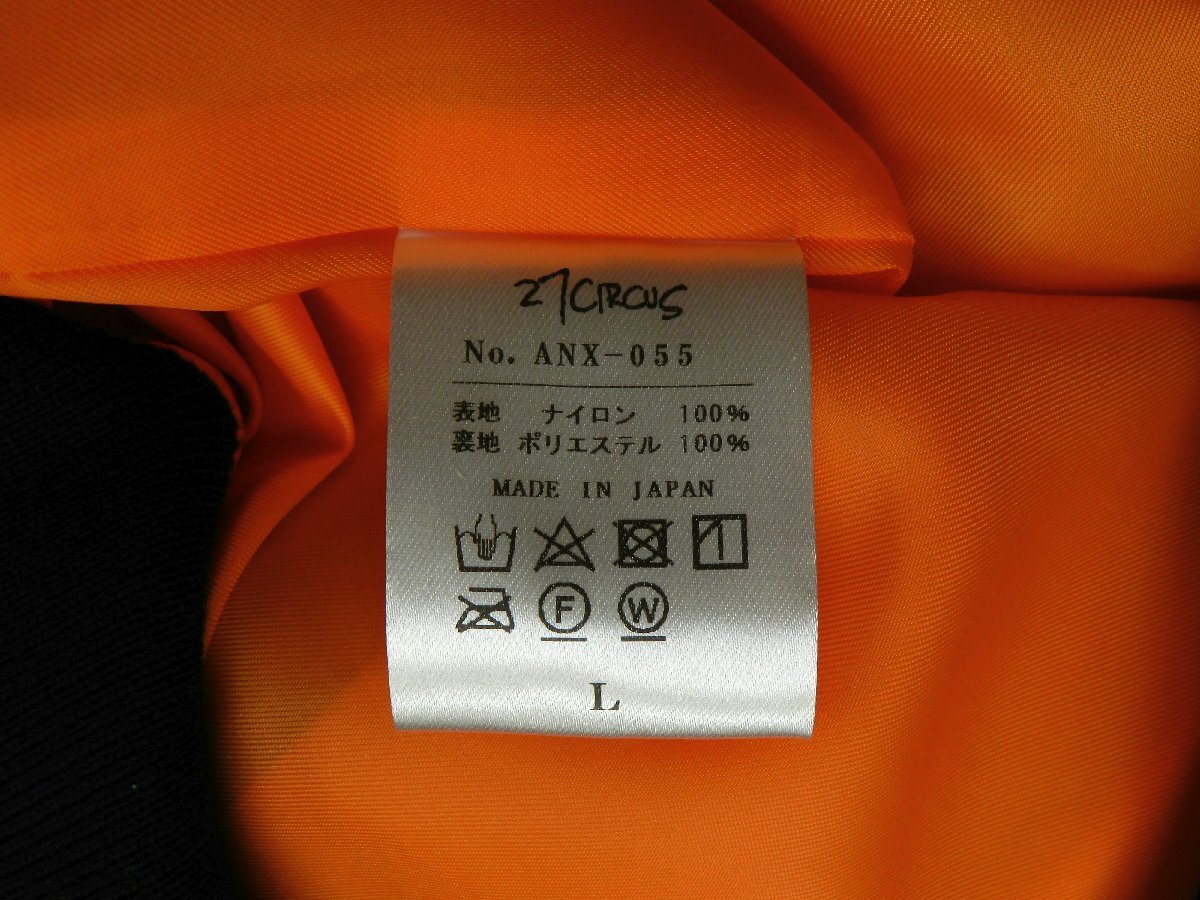 27CIRCUS
No. ANX-055
表地 ナイロン 100%
裏地 ポリエステル 100%
MADE IN JAPAN
F W
L